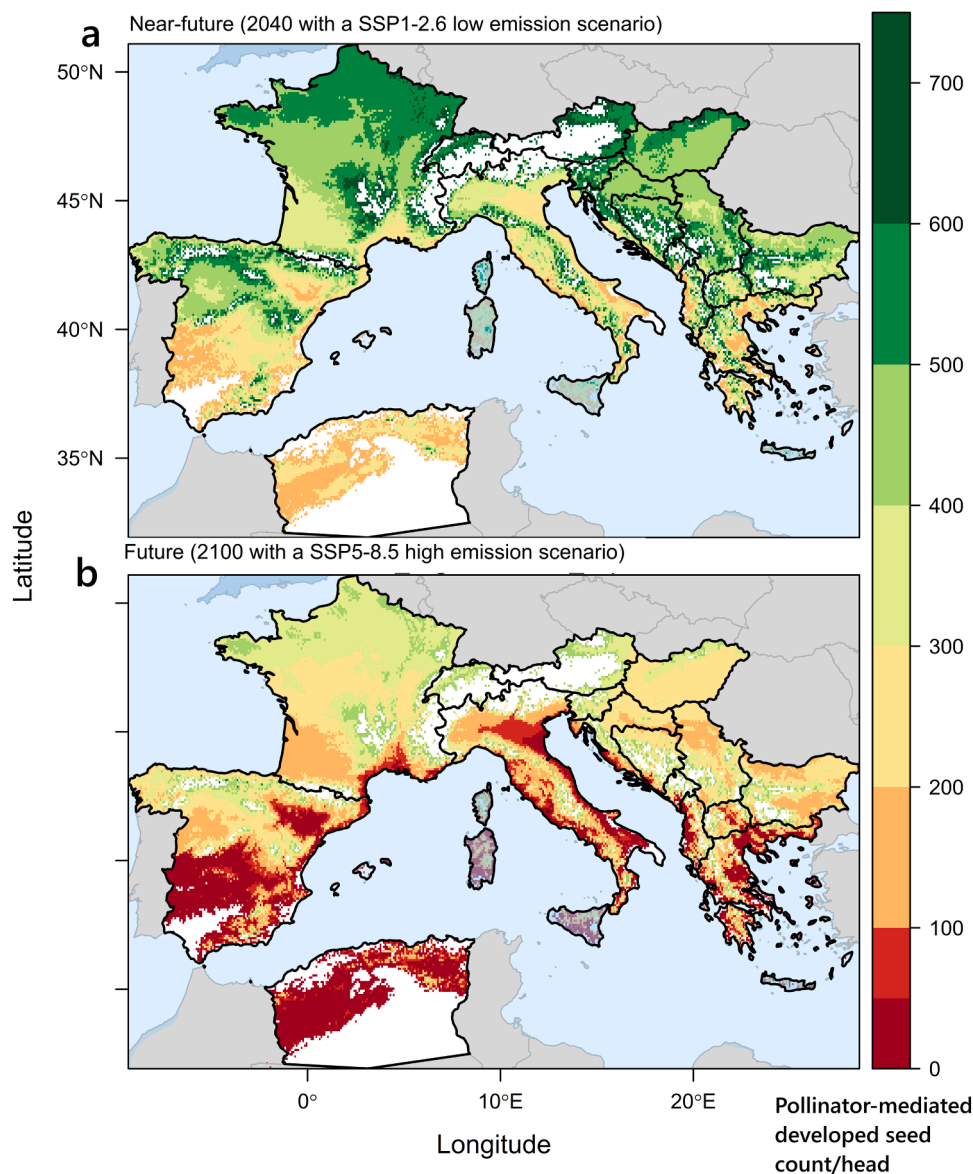 a
Near-future (2040 with a SSP1-2.6 low emission scenario)
50°N
45°N
40°N
35°N
Latitude
b
Future (2100 with a SSP5-8.5 high emission scenario)
0°
10°E
20°E
Longitude
700
600
500
400
300
200
100
0
Pollinator-mediated
developed seed
count/head